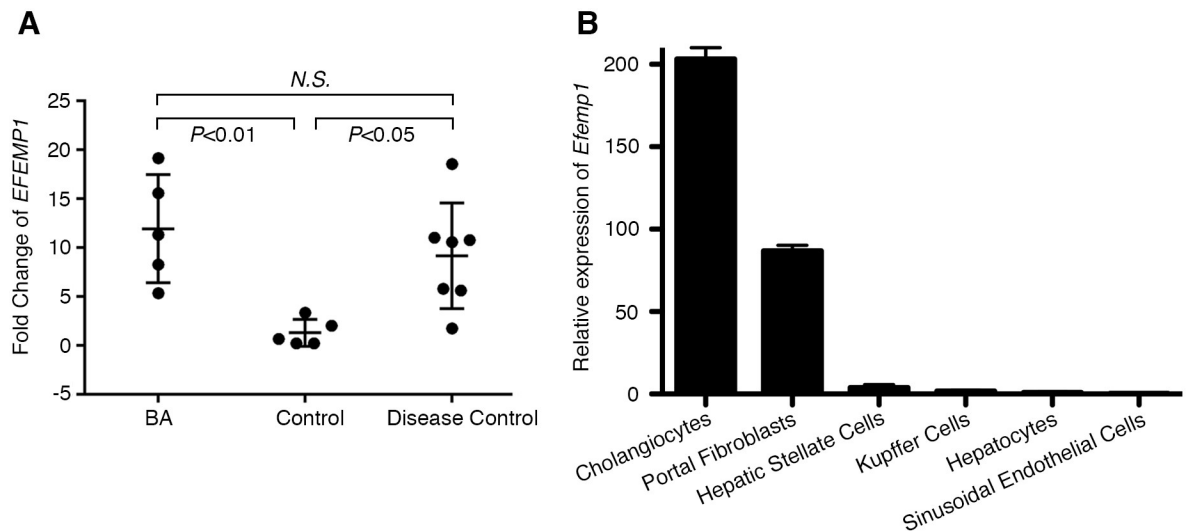 A
N.S.
P<0.01
P<0.05
Fold Change of EFEMP1
25
20
15
10
5
0
-5
BA
Control
Disease Control
B
Relative expression of Efemp1
200
150
100
50
0
Cholangiocytes
Portal Fibroblasts
Hepatic Stellate Cells
Kupffer Cells
Hepatocytes
Sinusoidal Endothelial Cells